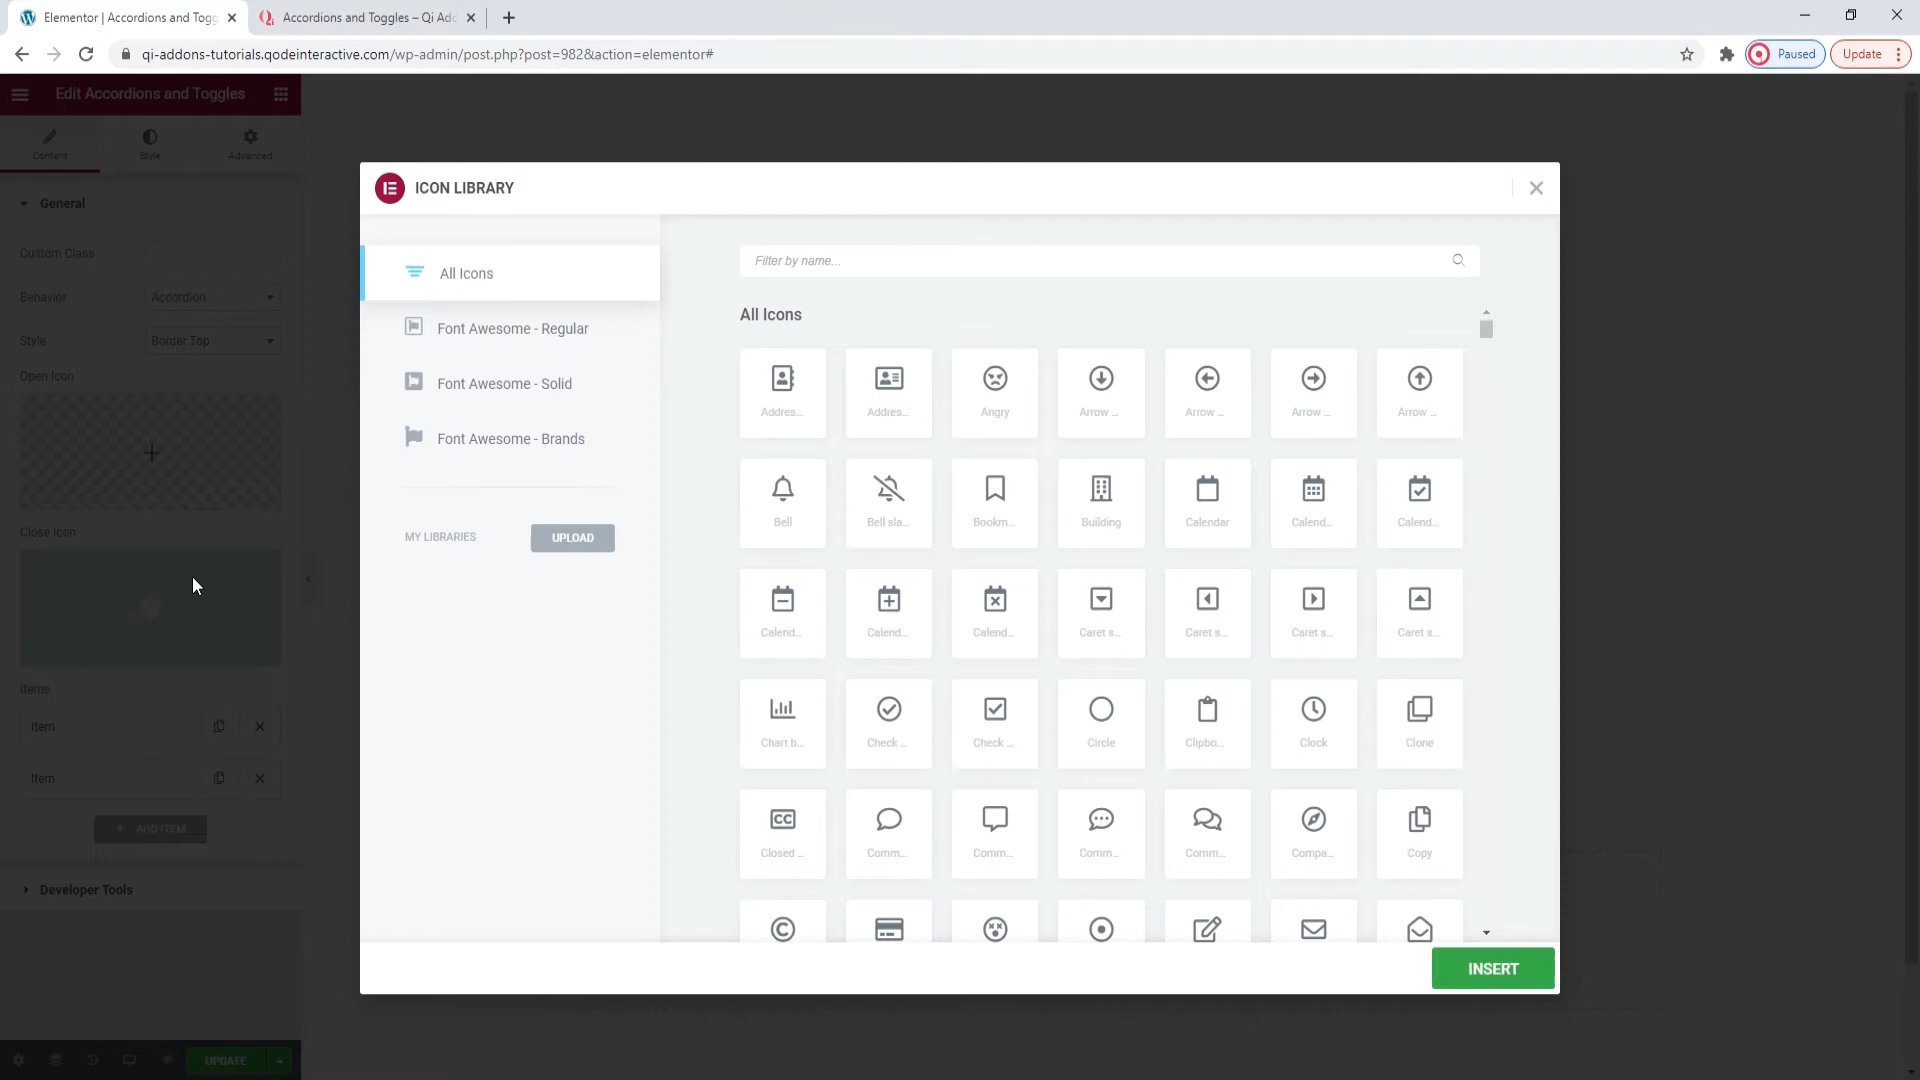 Elementor | Accordions and Togg
Accordions and Toggles – Qi Add
qi-addons-tutorials.qodeinteractive.com/wp-admin/post.php?post=982&action=elementor#
Paused
Update
Edit Accordions and Toggles
Content
Style
Advanced
General
Custom Class
Behavior
Accordion
Style
Border Top
Open Icon
Close Icon
Items
Item
Item
ADD ITEM
Developer Tools
UPDATE
ICON LIBRARY
All Icons
Font Awesome - Regular
Font Awesome - Solid
Font Awesome - Brands
MY LIBRARIES
UPLOAD
Filter by name...
All Icons
Addres...
Addres...
Angry
Arrow ...
Arrow ...
Arrow ...
Arrow ...
Bell
Bell sla...
Bookm...
Building
Calendar
Calend...
Calend...
Calend...
Calend...
Calend...
Caret s...
Caret s...
Caret s...
Caret s...
Chart b...
Check ...
Check ...
Circle
Clipbo...
Clock
Clone
CC
Closed ...
Comm...
Comm...
Comm...
Comm...
Compa...
Copy
INSERT